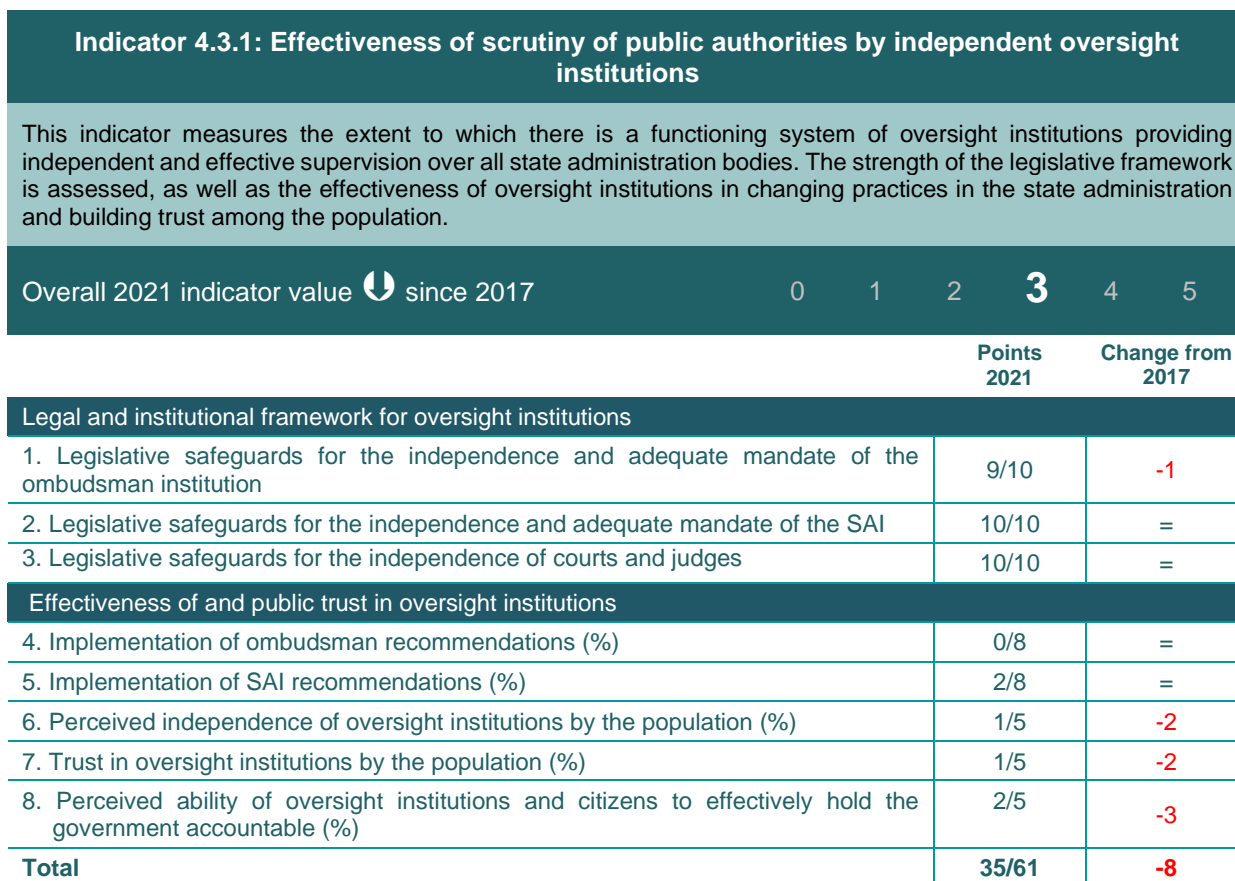 Indicator 4.3.1: Effectiveness of scrutiny of public authorities by independent oversight
institutions
This indicator measures the extent to which there is a functioning system of oversight institutions providing
independent and effective supervision over all state administration bodies. The strength of the legislative framework
is assessed, as well as the effectiveness of oversight institutions in changing practices in the state administration
and building trust among the population.
Overall 2021 indicator value ⬇ since 2017 0 1 2 3 4 5
Points 2021 Change from 2017
Legal and institutional framework for oversight institutions
1. Legislative safeguards for the independence and adequate mandate of the
ombudsman institution 9/10 -1
2. Legislative safeguards for the independence and adequate mandate of the SAI 10/10 =
3. Legislative safeguards for the independence of courts and judges 10/10 =
Effectiveness of and public trust in oversight institutions
4. Implementation of ombudsman recommendations (%) 0/8 =
5. Implementation of SAI recommendations (%) 2/8 =
6. Perceived independence of oversight institutions by the population (%) 1/5 -2
7. Trust in oversight institutions by the population (%) 1/5 -2
8. Perceived ability of oversight institutions and citizens to effectively hold the
government accountable (%) 2/5 -3
Total 35/61 -8